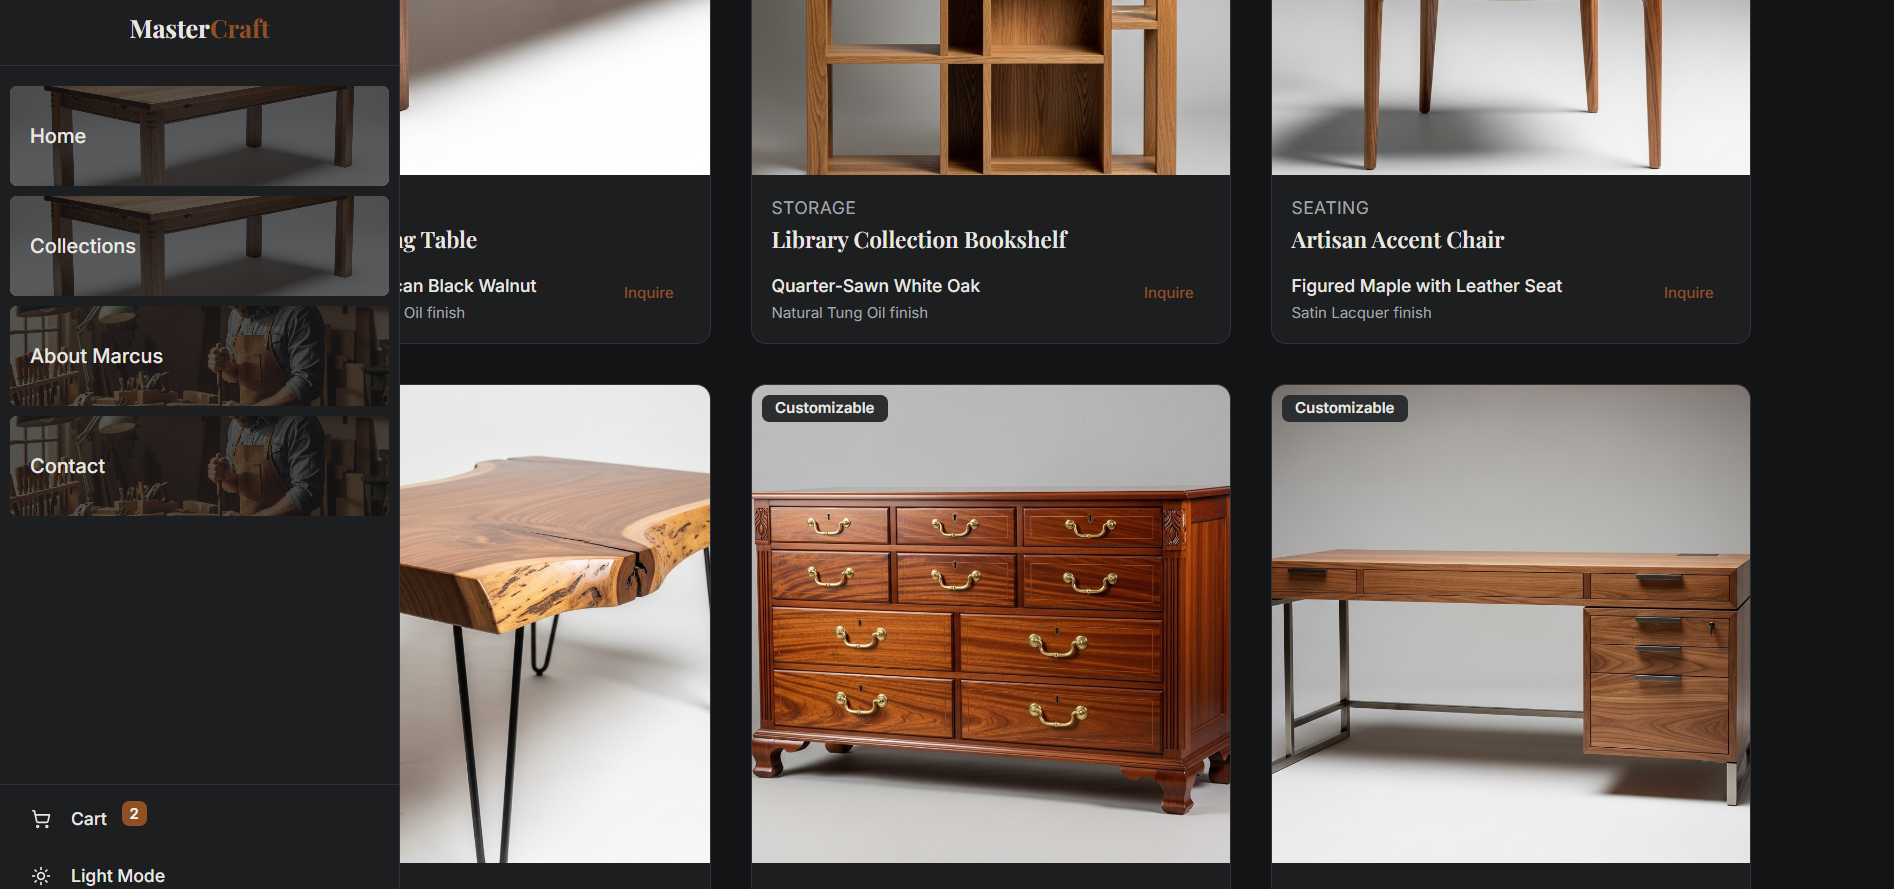 MasterCraft
Home
Collections
About Marcus
Contact
Cart 2
Light Mode
Table
Black Walnut
Oil finish
Inquire
STORAGE
Library Collection Bookshelf
Quarter-Sawn White Oak
Natural Tung Oil finish
Inquire
SEATING
Artisan Accent Chair
Figured Maple with Leather Seat
Satin Lacquer finish
Inquire
Customizable
Customizable